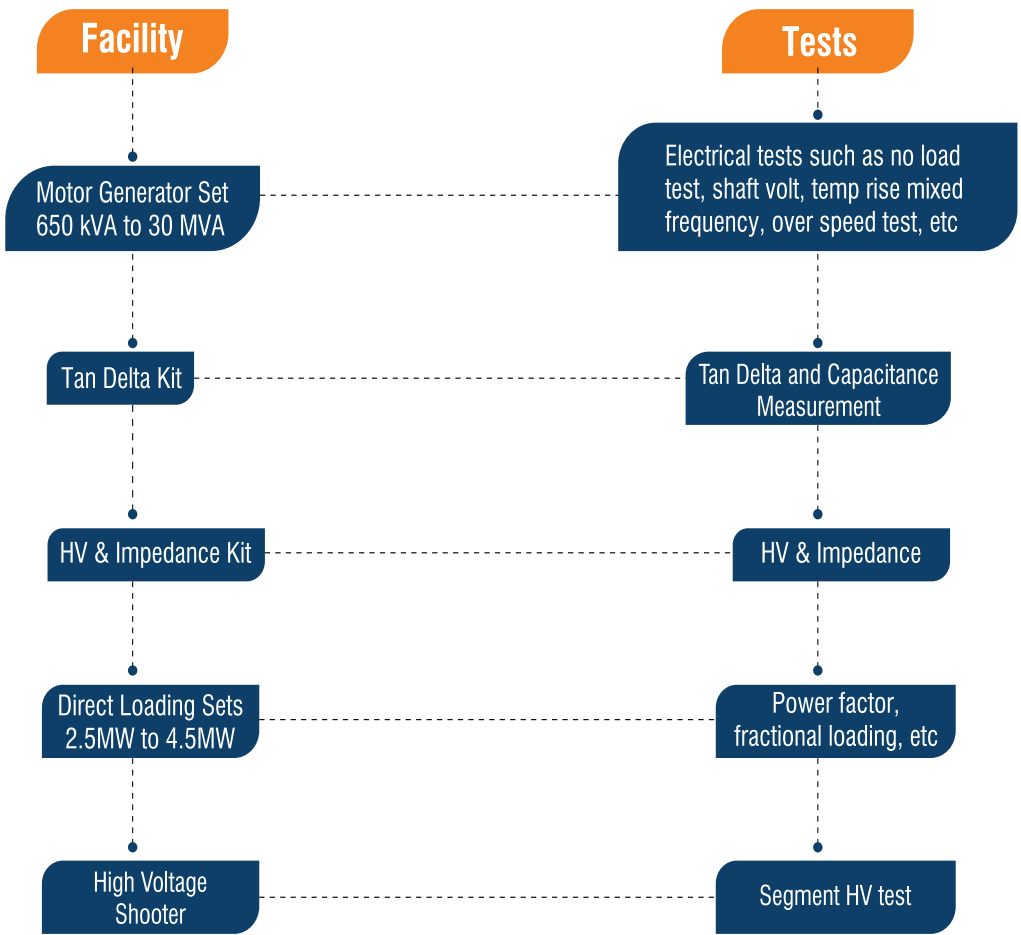 Facility
Tests
Motor Generator Set
650 kVA to 30 MVA
Electrical tests such as no load
test, shaft volt, temp rise mixed
frequency, over speed test, etc
Tan Delta Kit
Tan Delta and Capacitance
Measurement
HV & Impedance Kit
HV & Impedance
Direct Loading Sets
2.5MW to 4.5MW
Power factor,
fractional loading, etc
High Voltage
Shooter
Segment HV test